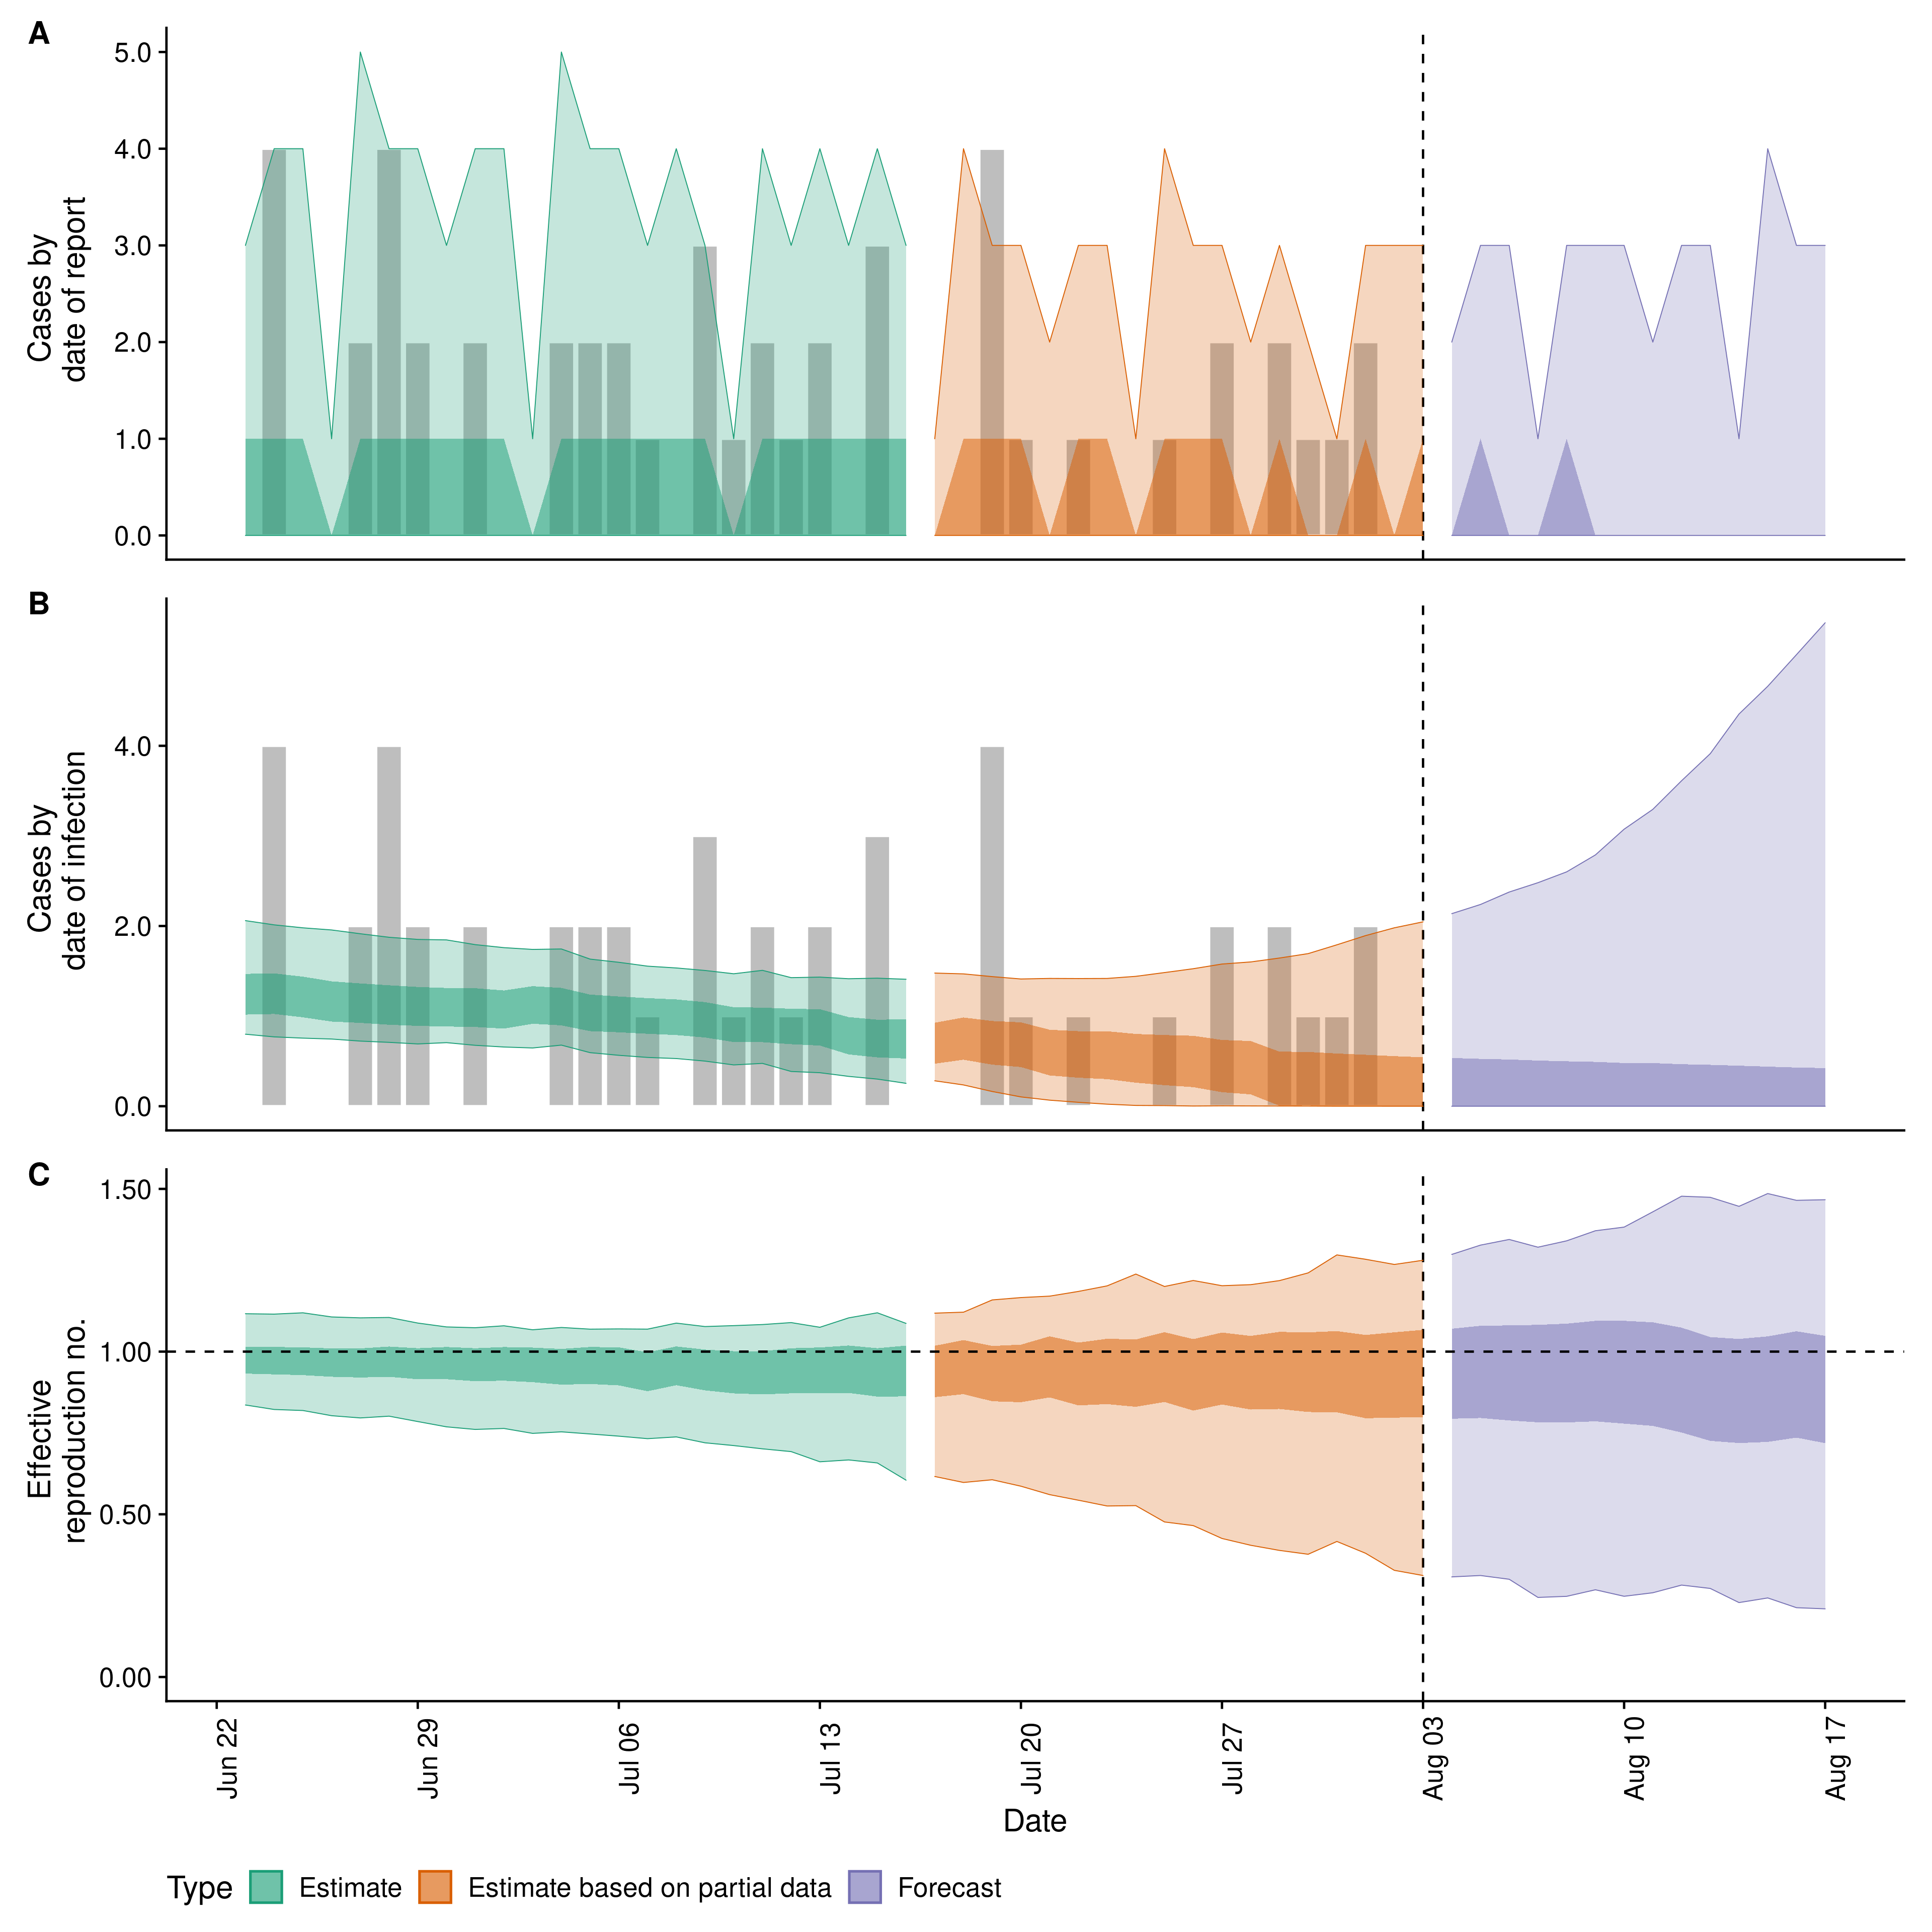 A
5.0
4.0
3.0
2.0
1.0
0.0
Cases by
date of report
B
4.0
2.0
0.0
Cases by
date of infection
C
1.50
1.00
0.50
0.00
Effective
reproduction no.
Jun 22
Jun 29
Jul 06
Jul 13
Jul 20
Jul 27
Aug 03
Aug 10
Aug 17
Date
Type Estimate Estimate based on partial data Forecast